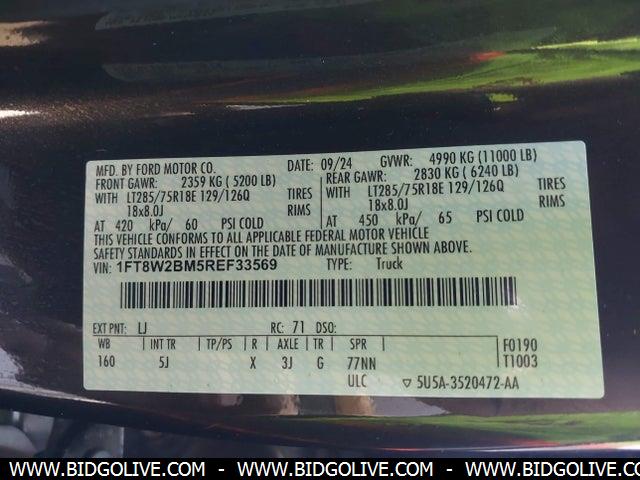 MFD. BY FORD MOTOR CO. DATE: 09/24 GVWR: 4990 KG (11000 LB)
FRONT GAWR: 2359 KG (5200 LB) REAR GAWR: 2830 KG (6240 LB)
WITH LT285/75R18E 129/126Q TIRES WITH LT285/75R18E 129/126Q TIRES
18x8.0J RIMS 18x8.0J RIMS
AT 420 kPa/ 60 PSI COLD AT 450 kPa/ 65 PSI COLD
THIS VEHICLE CONFORMS TO ALL APPLICABLE FEDERAL MOTOR VEHICLE
SAFETY STANDARDS IN EFFECT ON THE DATE OF MANUFACTURE SHOWN ABOVE.
VIN: 1FT8W2BM5REF33569 TYPE: Truck
EXT PNT: LJ RC: 71 DSO:
WB INT TR TP/PS R AXLE TR SPR F0190
160 5J X 3J G 77NN T1003
ULC ▽ 5U5A-3520472-AA
WWW.BIDGOLIVE.COM - WWW.BIDGOLIVE.COM - WWW.BIDGOLIVE.COM